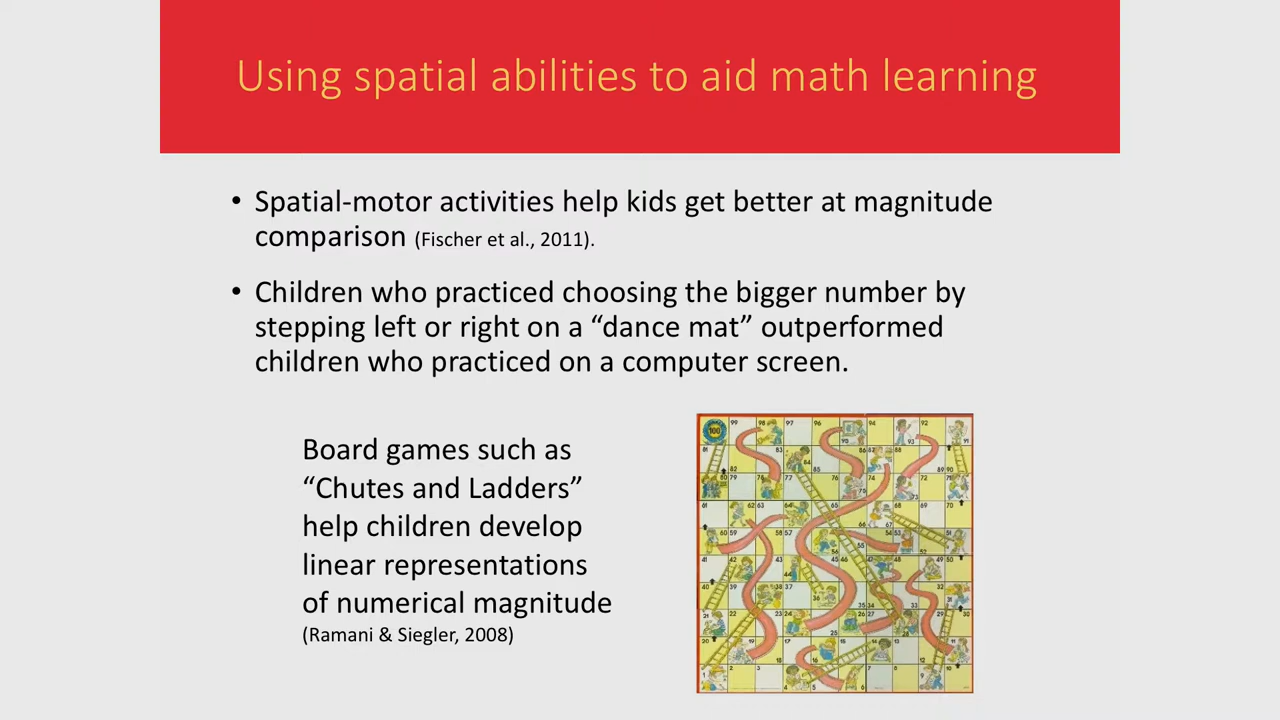 Using spatial abilities to aid math learning
• Spatial-motor activities help kids get better at magnitude
comparison (Fischer et al., 2011).
• Children who practiced choosing the bigger number by
stepping left or right on a “dance mat” outperformed
children who practiced on a computer screen.
Board games such as
“Chutes and Ladders”
help children develop
linear representations
of numerical magnitude
(Ramani & Siegler, 2008)